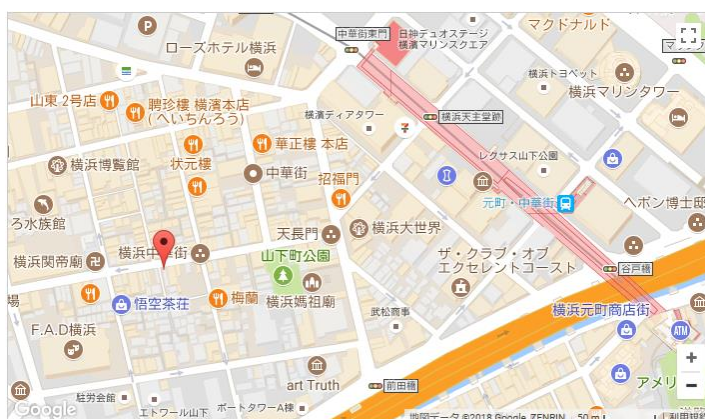 マクドナルド
中華街東門
日神デュオステージ
横濱マリンスクエア
ローズホテル横浜
横浜トヨペット
横浜マリンタワー
山東 2号店
聘珍樓 横濱本店
(へいちんろう)
横濱ディアタワー
横浜天主堂跡
華正樓 本店
状元樓
横浜博覧館
中華街
招福門
レクサス山下公園
元町・中華街
ヘボン博士邸
ろ水族館
天長門
横浜大世界
横浜中華街
横浜関帝廟
山下町公園
ザ・クラブ・オブ
エクセレントコースト
谷戸橋
場
悟空茶荘
梅蘭
横浜媽祖廟
武松商事
横浜元町商店街
F.A.D横浜
ATM
art Truth
前田橋
アメリ
駐労会館
エトワール山下
ポートタワーA棟
Google
地図データ ©2018 Google, ZENRIN
50 m
利用規約